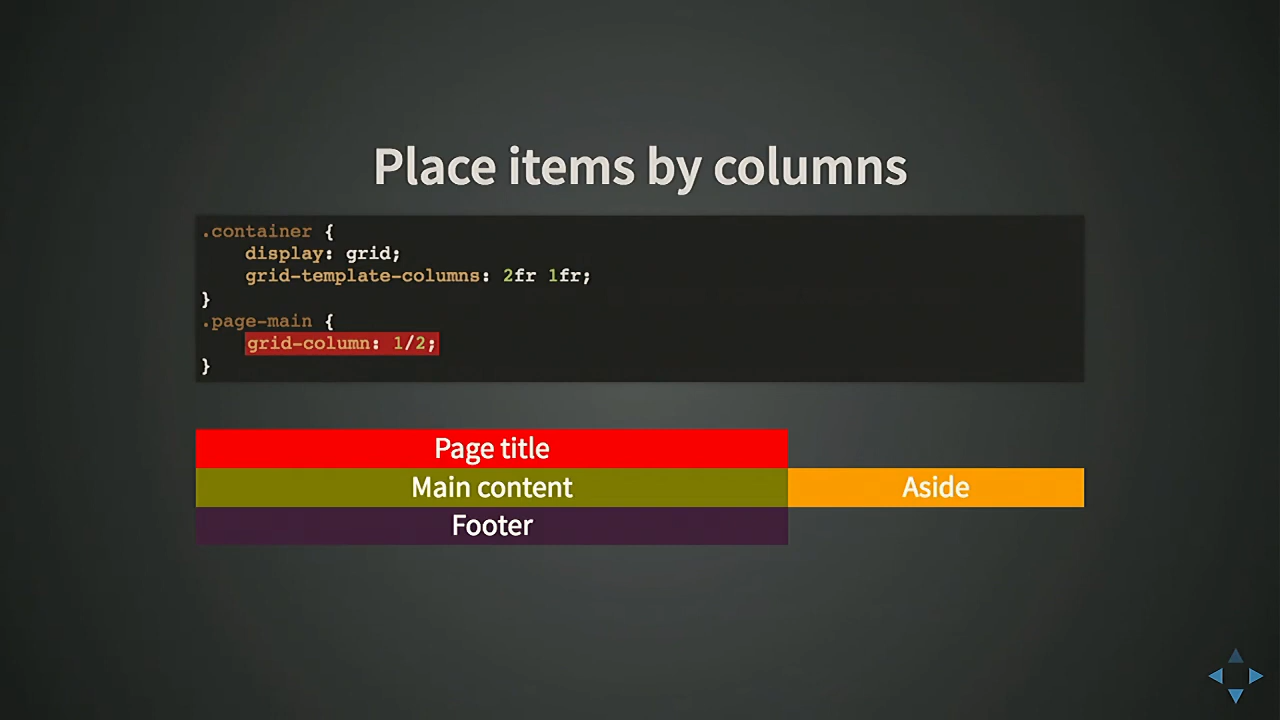 Place items by columns
.container {
display: grid;
grid-template-columns: 2fr 1fr;
}
.page-main {
grid-column: 1/2;
}
Page title
Main content
Aside
Footer